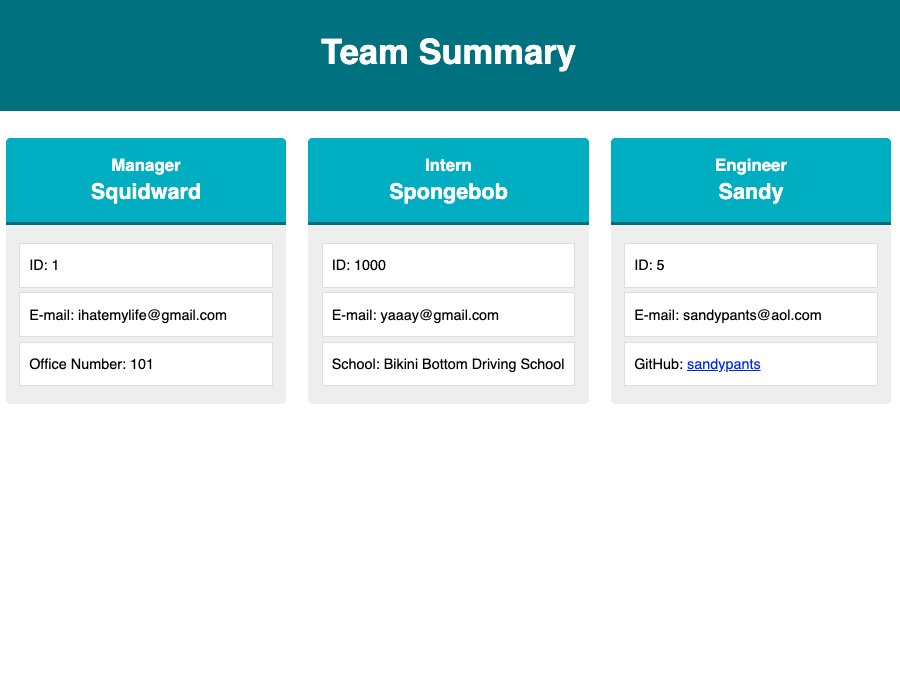 Team Summary
Manager
Squidward
ID: 1
E-mail: ihatemylife@gmail.com
Office Number: 101
Intern
Spongebob
ID: 1000
E-mail: yaaay@gmail.com
School: Bikini Bottom Driving School
Engineer
Sandy
ID: 5
E-mail: sandypants@aol.com
GitHub: sandypants